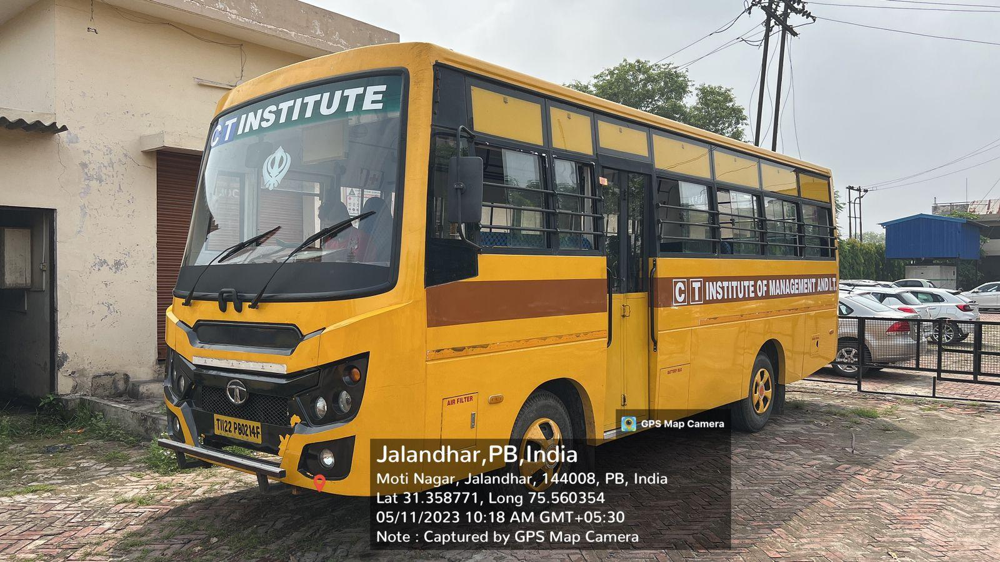 CT INSTITUTE
CT INSTITUTE OF MANAGEMENT AND I.T.
AIR FILTER
BATTERY BOX
T1122 PB0214F
GPS Map Camera
Jalandhar,PB,India
Moti Nagar, Jalandhar, 144008, PB, India
Lat 31.358771, Long 75.560354
05/11/2023 10:18 AM GMT+05:30
Note : Captured by GPS Map Camera